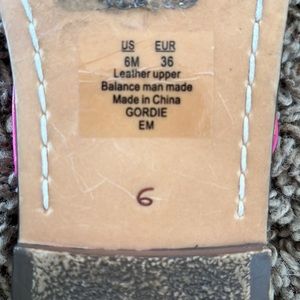 US EUR
6M 36
Leather upper
Balance man made
Made in China
GORDIE
EM
6